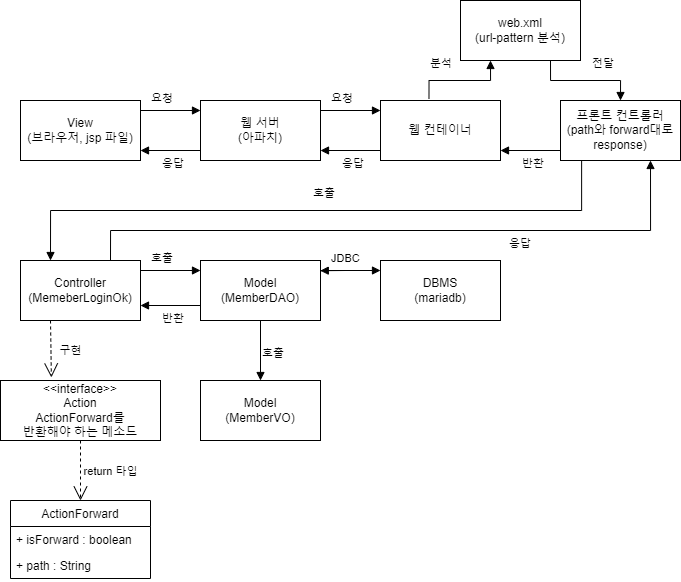 web.xml
(url-pattern 분석)
분석
전달
요청
요청
View
(브라우저, jsp 파일)
웹 서버
(아파치)
웹 컨테이너
프론트 컨트롤러
(path와 forward대로
response)
응답
응답
반환
호출
응답
호출
JDBC
Controller
(MemeberLoginOk)
Model
(MemberDAO)
DBMS
(mariadb)
반환
구현
호출
<<interface>>
Action
ActionForward를
반환해야 하는 메소드
Model
(MemberVO)
return 타입
ActionForward
+ isForward : boolean
+ path : String